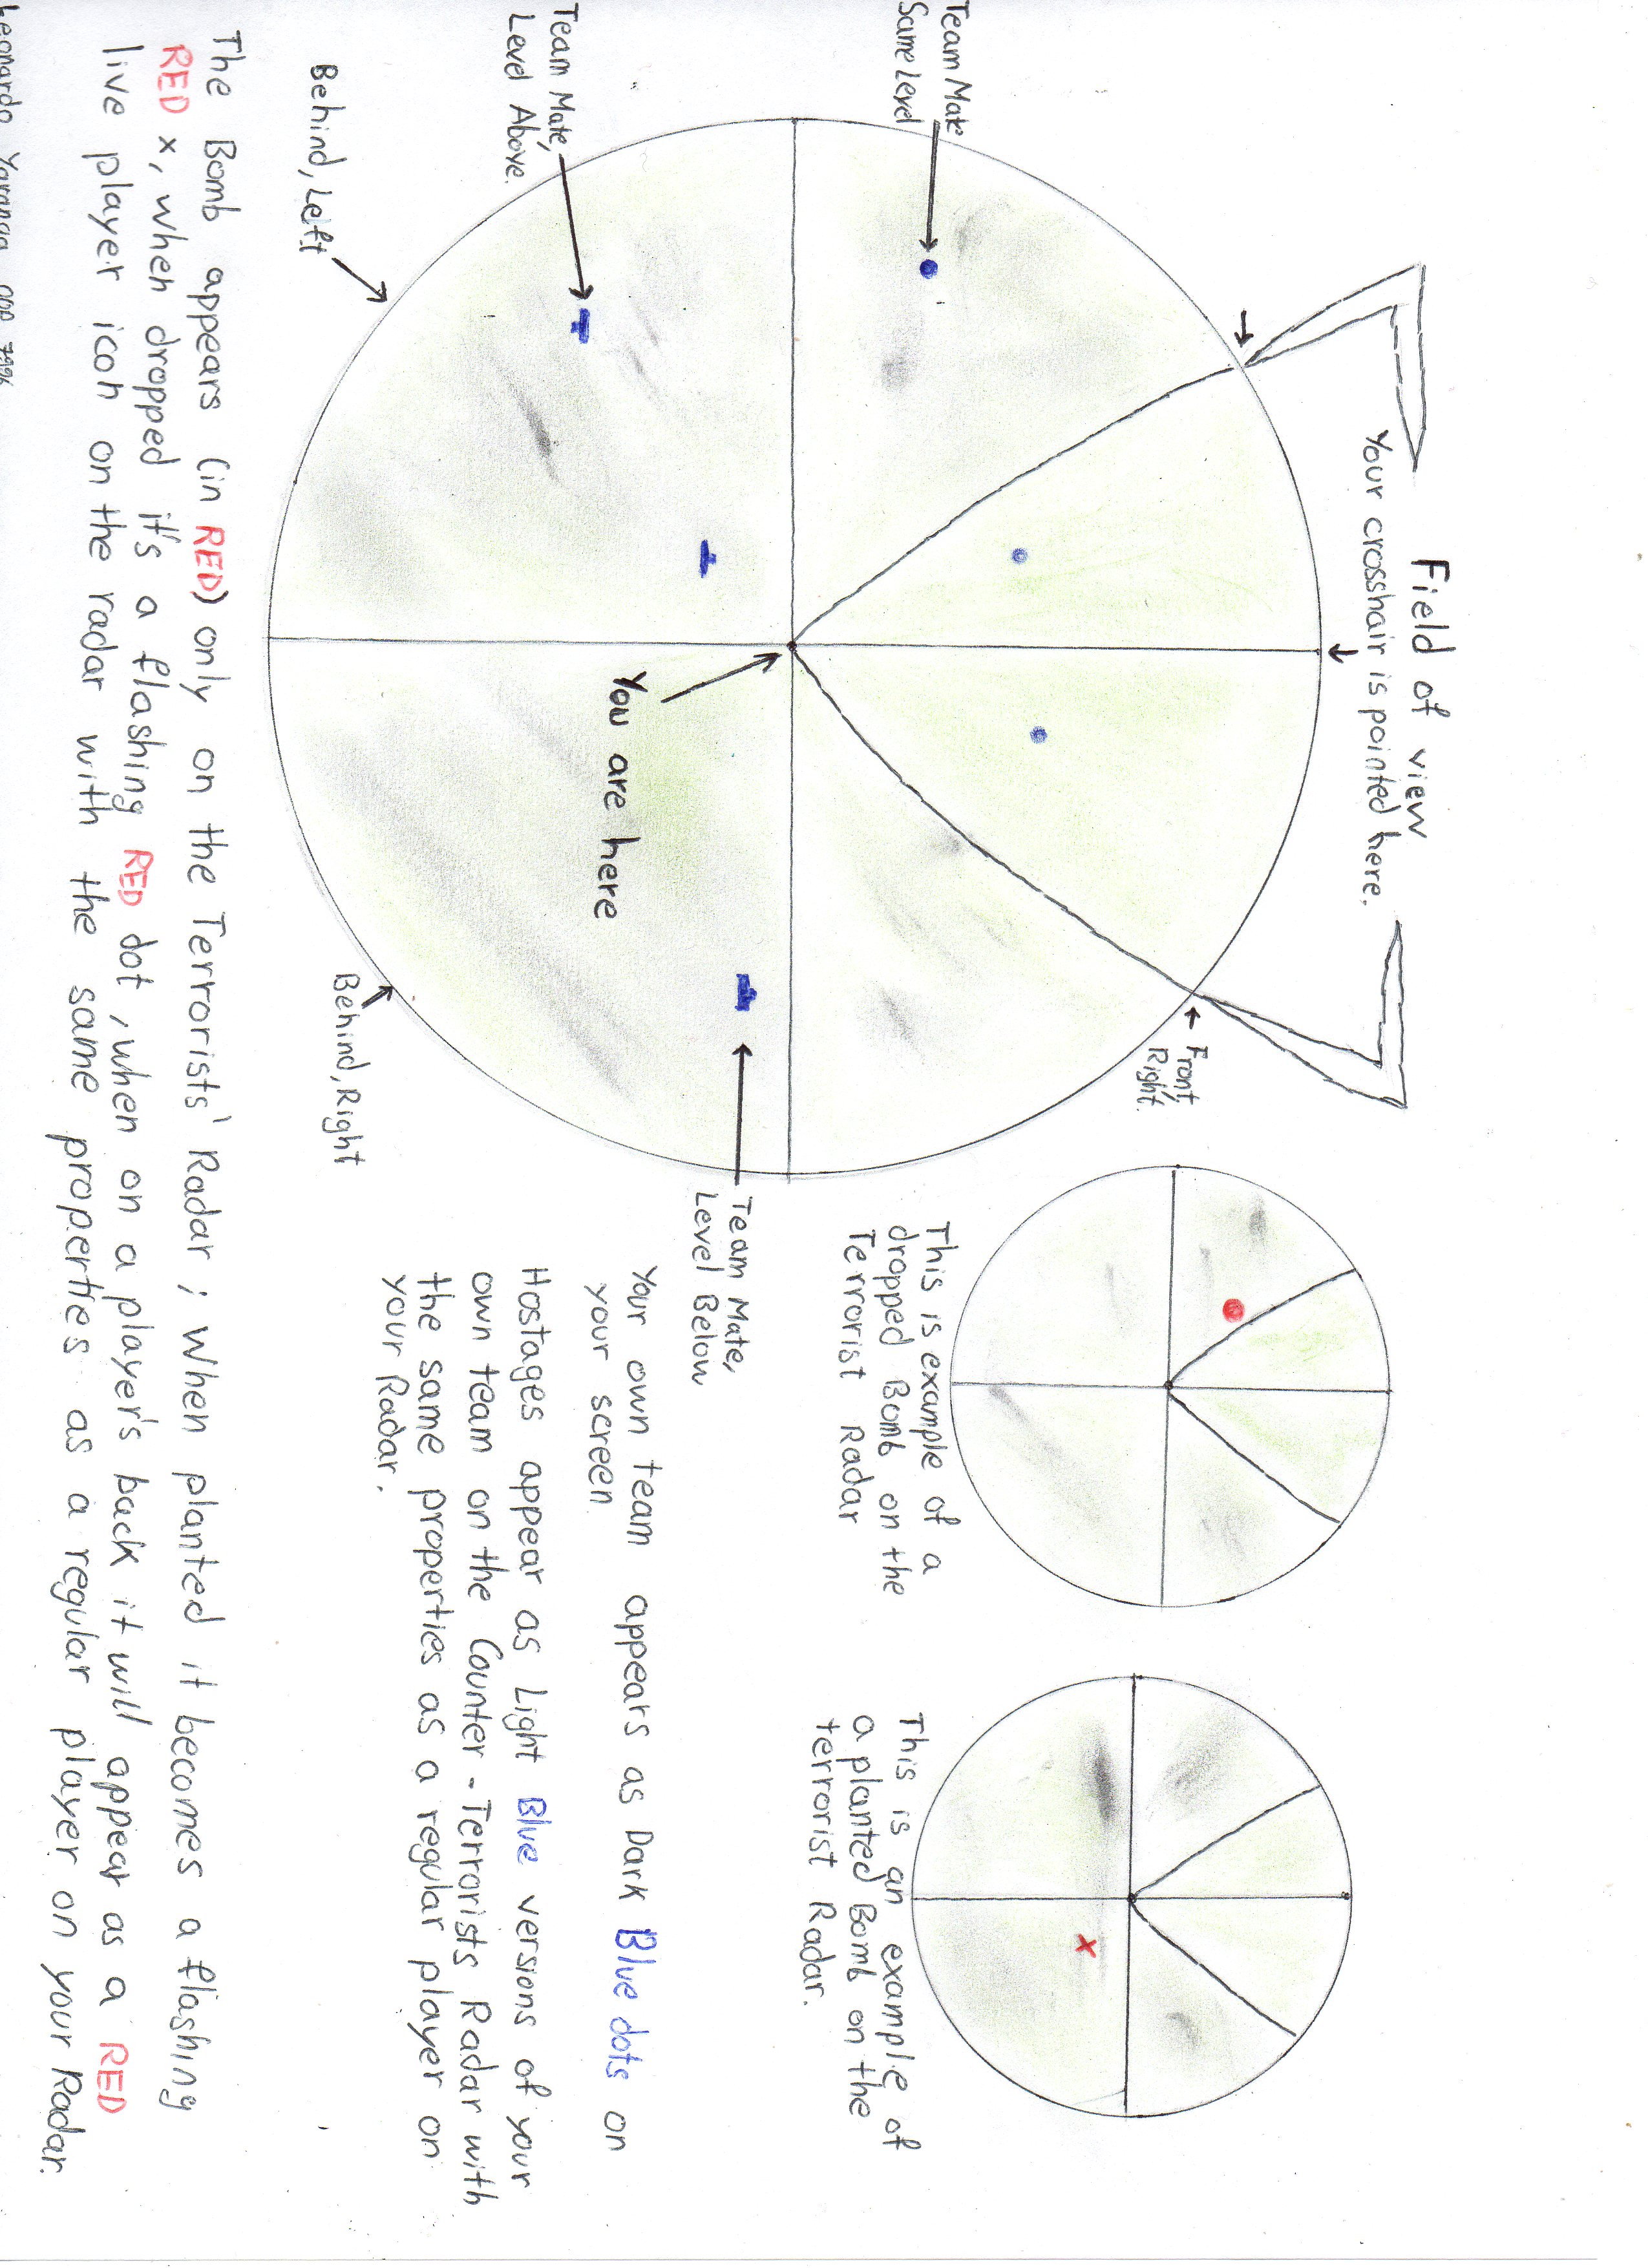 Field of view
Your crosshair is pointed here.
Front,
Right.
Team Mate
Same Level
Team Mate,
Level Below
You are here
Team Mate,
Level Above.
Behind, Left
Behind, Right
This is example of a
dropped Bomb on the
Terrorist Radar
This is an example of
a planted Bomb on the
terrorist Radar.
Your own team appears as Dark Blue dots on
your screen
Hostages appear as Light Blue versions of your
own team on the Counter-Terrorists Radar with
the same properties as a regular player on
your Radar.
The Bomb appears (in RED) only on the Terrorists' Radar ; When planted it becomes a flashing
RED x, when dropped it's a flashing RED dot, when on a player's back it will appear as a RED
live player icon on the radar with the same properties as a regular player on your Radar.
Leonardo Yaranga